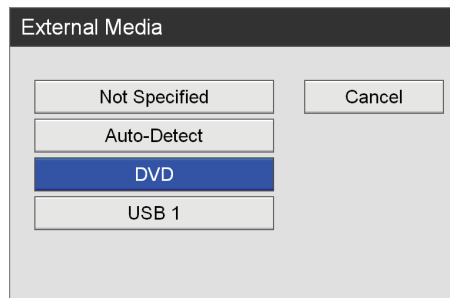 External Media
Not Specified
Cancel
Auto-Detect
DVD
USB 1